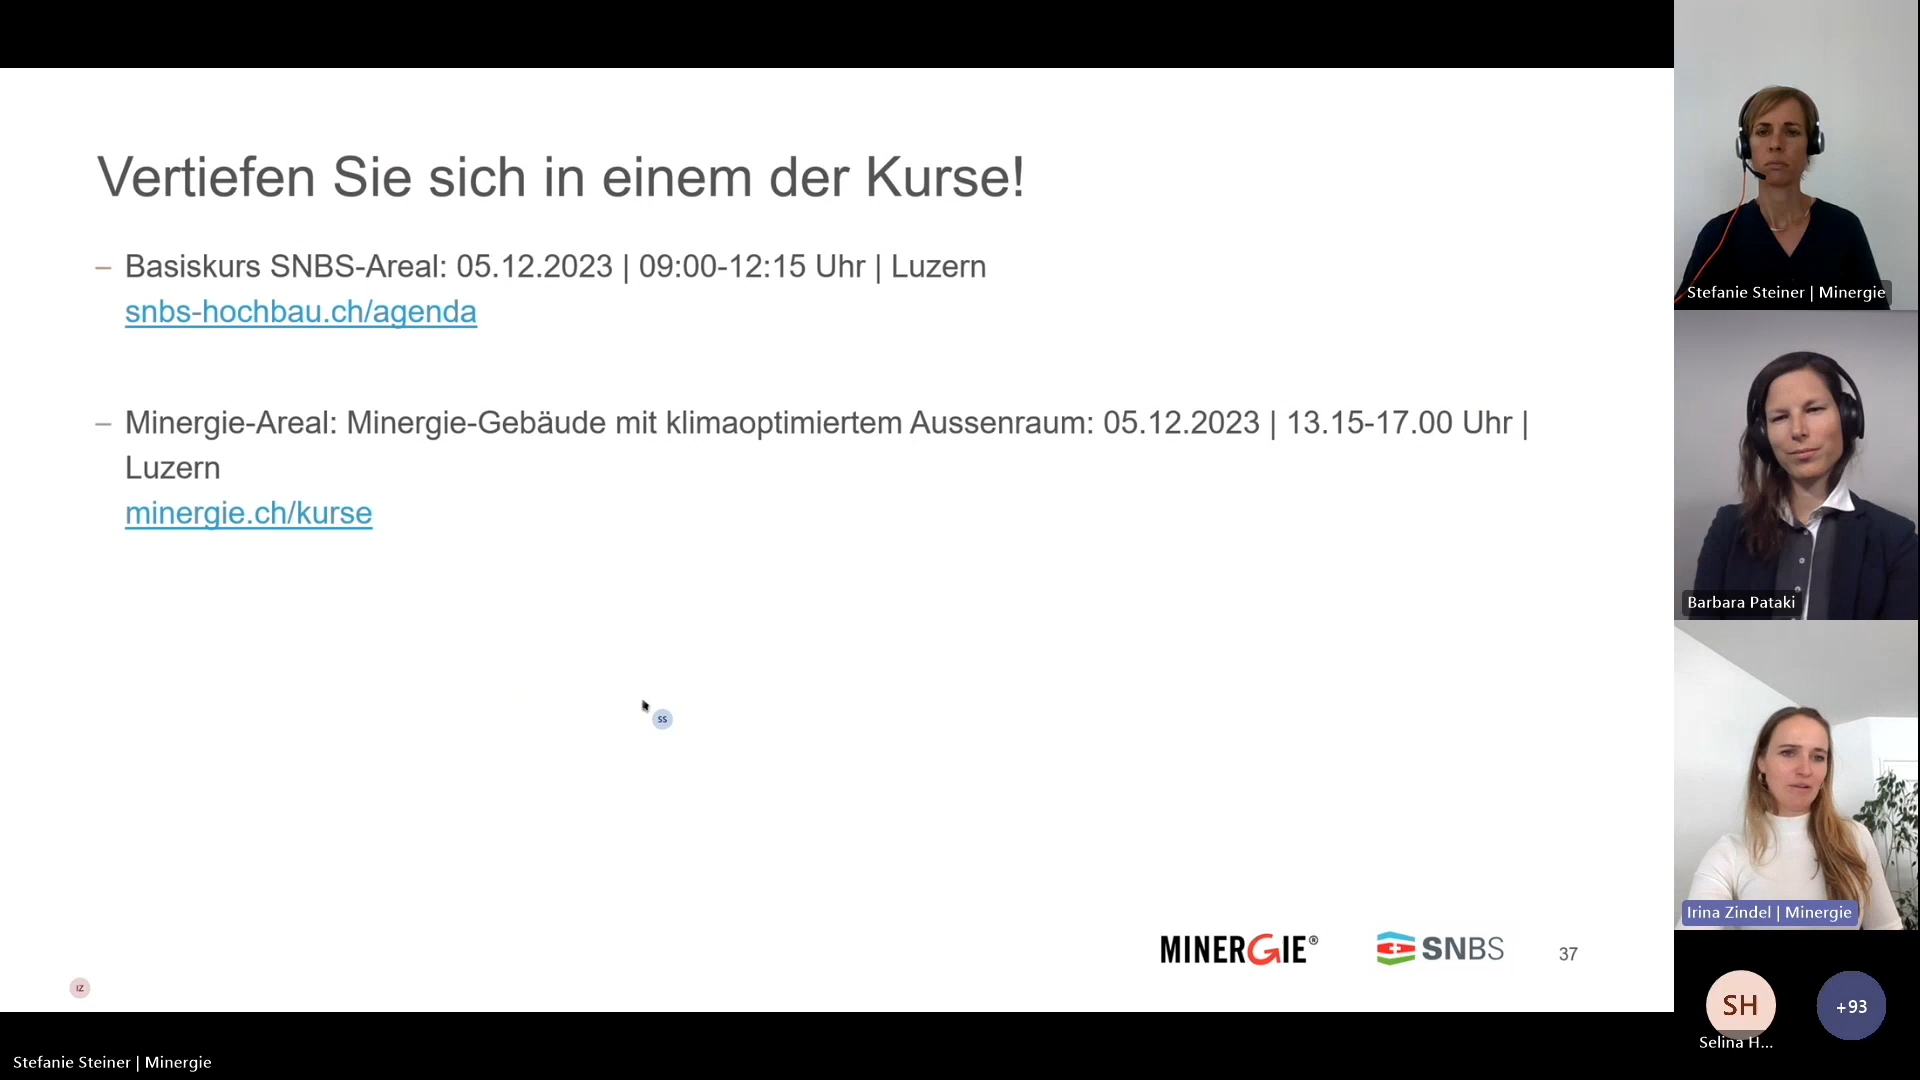 Vertiefen Sie sich in einem der Kurse!
– Basiskurs SNBS-Areal: 05.12.2023 | 09:00-12:15 Uhr | Luzern
snbs-hochbau.ch/agenda
– Minergie-Areal: Minergie-Gebäude mit klimaoptimiertem Aussenraum: 05.12.2023 | 13.15-17.00 Uhr |
Luzern
minergie.ch/kurse
SS
MINERGIE®
SNBS
37
IZ
Stefanie Steiner | Minergie
Stefanie Steiner | Minergie
Barbara Pataki
Irina Zindel | Minergie
SH
+93
Selina H...